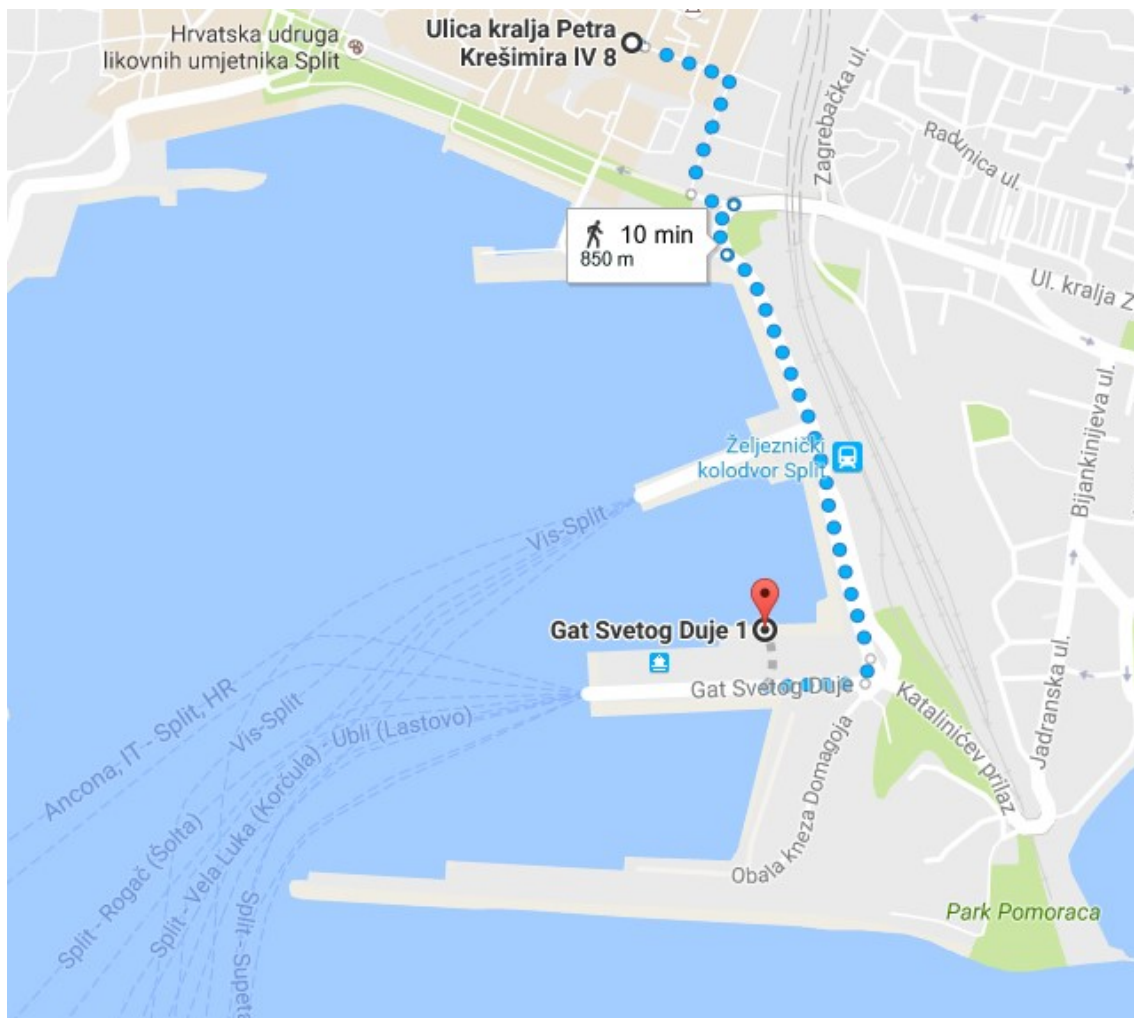 Hrvatska udruga
likovnih umjetnika Split
Ulica kralja Petra
Krešimira IV 8
Zagrebačka ul.
Radunica ul.
10 min
850 m
Ul. kralja Z
Bijankinijeva ul.
Željeznički
kolodvor Split
Vis-Split
Gat Svetog Duje 1
Gat Svetog Duje
Ancona, IT - Split, HR
Vis-Split
Split - Rogač (Šolta)
Split - Vela Luka (Korčula) - Ubli (Lastovo)
Split - Supeta
Katalinićev prilaz
Jadranska ul.
Obala kneza Domagoja
Park Pomoraca